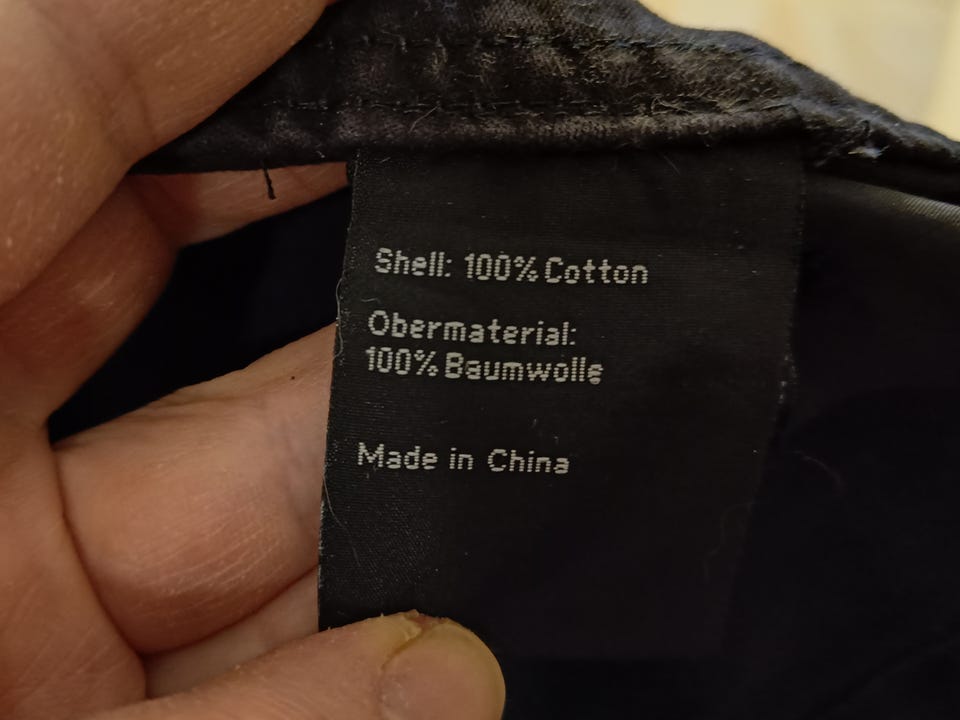 Shell: 100% Cotton
Obermaterial:
100% Baumwolle
Made in China